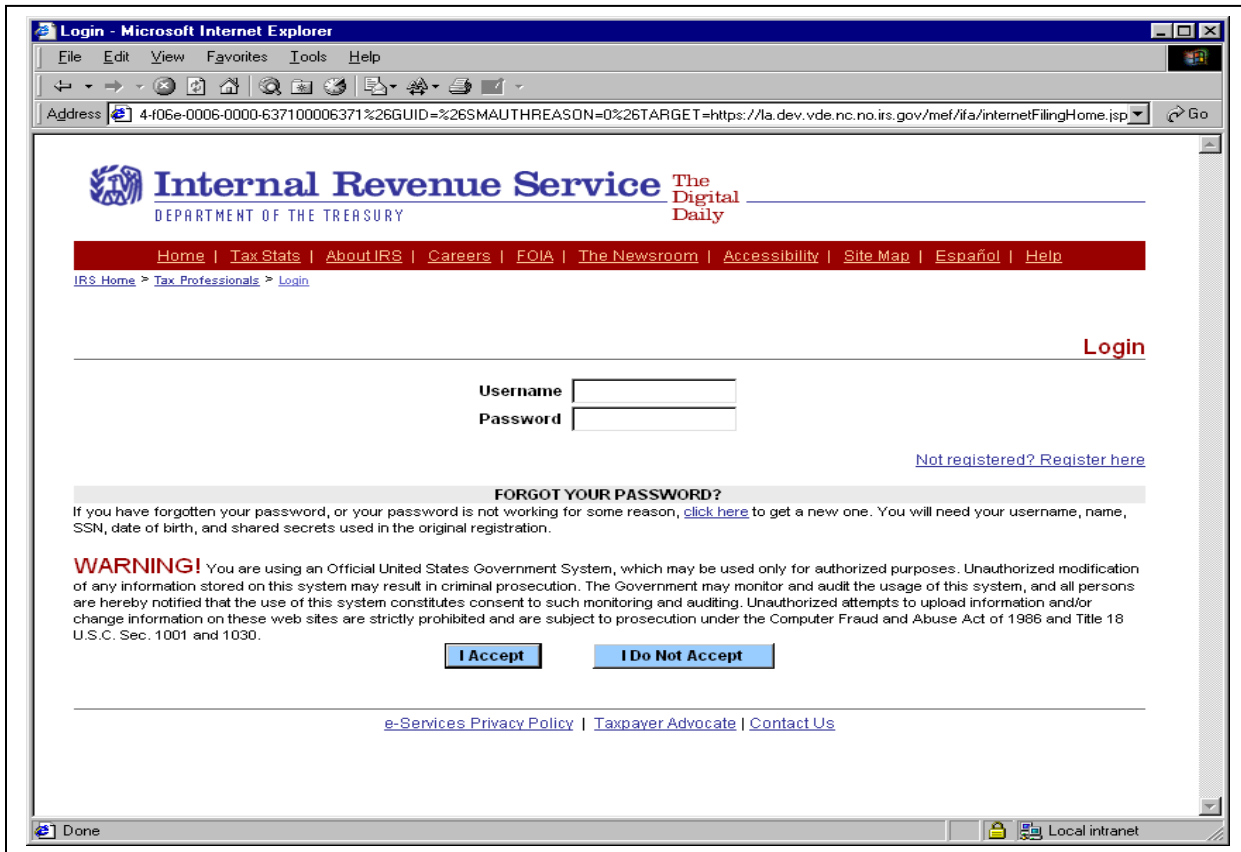 Login - Microsoft Internet Explorer
File Edit View Favorites Tools Help
Address 4-f06e-0006-0000-637100006371%26GUID=%26SMAUTHREASON=0%26TARGET=https://la.dev.vde.nc.no.irs.gov/mef/ifa/internetFilingHome.jsp Go
Internal Revenue Service The
Digital
DEPARTMENT OF THE TREASURY Daily
Home | Tax Stats | About IRS | Careers | FOIA | The Newsroom | Accessibility | Site Map | Español | Help
IRS Home > Tax Professionals > Login
Login
Username
Password
Not registered? Register here
FORGOT YOUR PASSWORD?
If you have forgotten your password, or your password is not working for some reason, click here to get a new one. You will need your username, name,
SSN, date of birth, and shared secrets used in the original registration.
WARNING! You are using an Official United States Government System, which may be used only for authorized purposes. Unauthorized modification
of any information stored on this system may result in criminal prosecution. The Government may monitor and audit the usage of this system, and all persons
are hereby notified that the use of this system constitutes consent to such monitoring and auditing. Unauthorized attempts to upload information and/or
change information on these web sites are strictly prohibited and are subject to prosecution under the Computer Fraud and Abuse Act of 1986 and Title 18
U.S.C. Sec. 1001 and 1030.
I Accept I Do Not Accept
e-Services Privacy Policy | Taxpayer Advocate | Contact Us
Done Local intranet